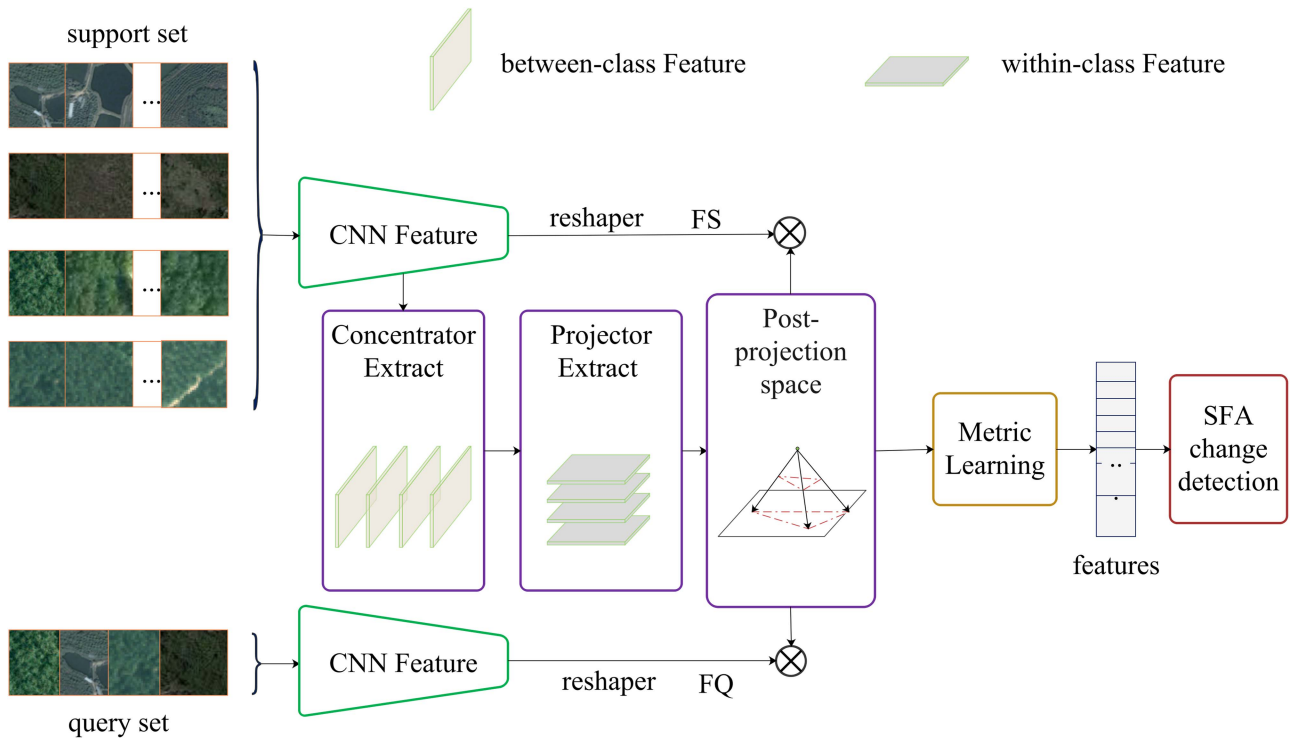 support set
between-class Feature
within-class Feature
CNN Feature
reshaper
FS
Concentrator
Extract
Projector
Extract
Post-
projection
space
Metric
Learning
features
SFA
change
detection
CNN Feature
reshaper
FQ
query set